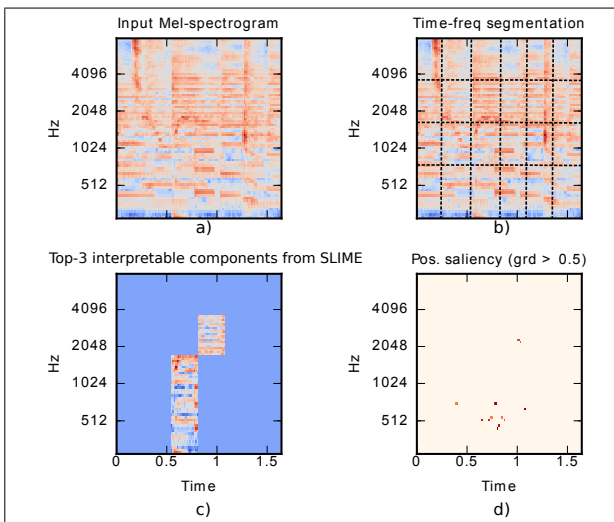 Input Mel-spectrogram
Time-freq segmentation
Hz
4096
2048
1024
512
a)
Hz
4096
2048
1024
512
b)
Top-3 interpretable components from SLIME
Pos. saliency (grd > 0.5)
Hz
4096
2048
1024
512
0 0.5 1 1.5
Time
c)
Hz
4096
2048
1024
512
0 0.5 1 1.5
Time
d)